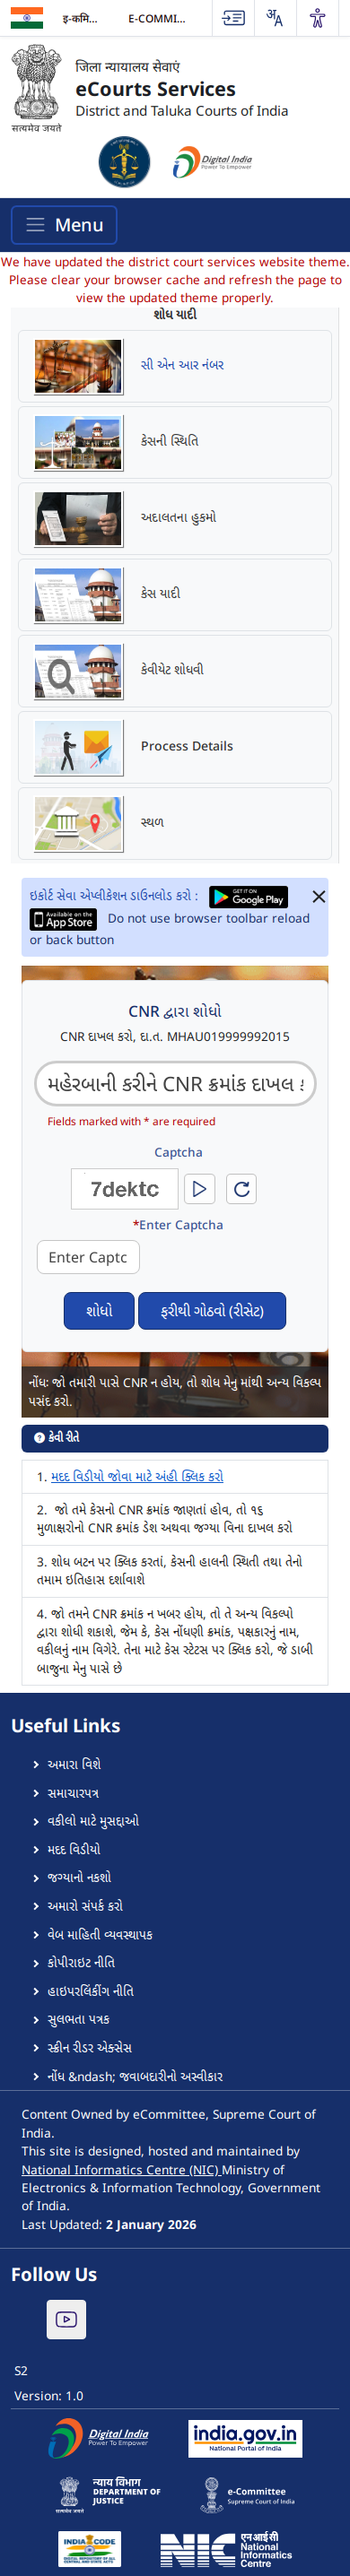 इ-कमि...
E-COMMI...
सत्यमेव जयते
जिला न्यायालय सेवाएं
eCourts Services
District and Taluka Courts of India
Digital India
Power To Empower
Menu
We have updated the district court services website theme.
Please clear your browser cache and refresh the page to
view the updated theme properly.
શોધ યાદી
સી એન આર નંબર
કેસની સ્થિતિ
અદાલતના હુકમો
કેસ યાદી
કેવીયેટ શોધવી
Process Details
સ્થળ
ઇકોર્ટ સેવા એપ્લીકેશન ડાઉનલોડ કરો : GET IT ON Google Play
Available on the App Store Do not use browser toolbar reload
or back button
CNR દ્વારા શોધો
CNR દાખલ કરો, દા.ત. MHAU019999992015
મહેરબાની કરીને CNR ક્રમાંક દાખલ ક
Fields marked with * are required
Captcha
7dektc
*Enter Captcha
Enter Captc
શોધો
ફરીથી ગોઠવો (રીસેટ)
નોંધ: જો તમારી પાસે CNR ન હોય, તો શોધ મેનુ માંથી અન્ય વિકલ્પ
પસંદ કરો.
કેવી રીતે
1. મદદ વિડીયો જોવા માટે અંહી ક્લિક કરો
2. જો તમે કેસનો CNR ક્રમાંક જાણતાં હોવ, તો ૧૬
મુળાક્ષરોનો CNR ક્રમાંક ડેશ અથવા જગ્યા વિના દાખલ કરો
3. શોધ બટન પર ક્લિક કરતાં, કેસની હાલની સ્થિતી તથા તેનો
તમામ ઇતિહાસ દર્શાવાશે
4. જો તમને CNR ક્રમાંક ન ખબર હોય, તો તે અન્ય વિકલ્પો
દ્વારા શોધી શકાશે, જેમ કે, કેસ નોંધણી ક્રમાંક, પક્ષકારનું નામ,
વકીલનું નામ વિગેરે. તેના માટે કેસ સ્ટેટસ પર ક્લિક કરો, જે ડાબી
બાજુના મેનુ પાસે છે
Useful Links
અમારા વિશે
સમાચારપત્ર
વકીલો માટે મુસદ્દાઓ
મદદ વિડીયો
જગ્યાનો નકશો
અમારો સંપર્ક કરો
વેબ માહિતી વ્યવસ્થાપક
કોપીરાઇટ નીતિ
હાઇપરલિંકીંગ નીતિ
સુલભતા પત્રક
સ્ક્રીન રીડર એક્સેસ
નોંધ &ndash; જવાબદારીનો અસ્વીકાર
Content Owned by eCommittee, Supreme Court of
India.
This site is designed, hosted and maintained by
National Informatics Centre (NIC) Ministry of
Electronics & Information Technology, Government
of India.
Last Updated: 2 January 2026
Follow Us
S2
Version: 1.0
Digital India
Power To Empower
india.gov.in
National Portal of India
न्याय विभाग
DEPARTMENT OF
JUSTICE
सत्यमेव जयते
e-Committee
Supreme Court of India
INDIA CODE
NIC
एनआईसी
National
Informatics
Centre